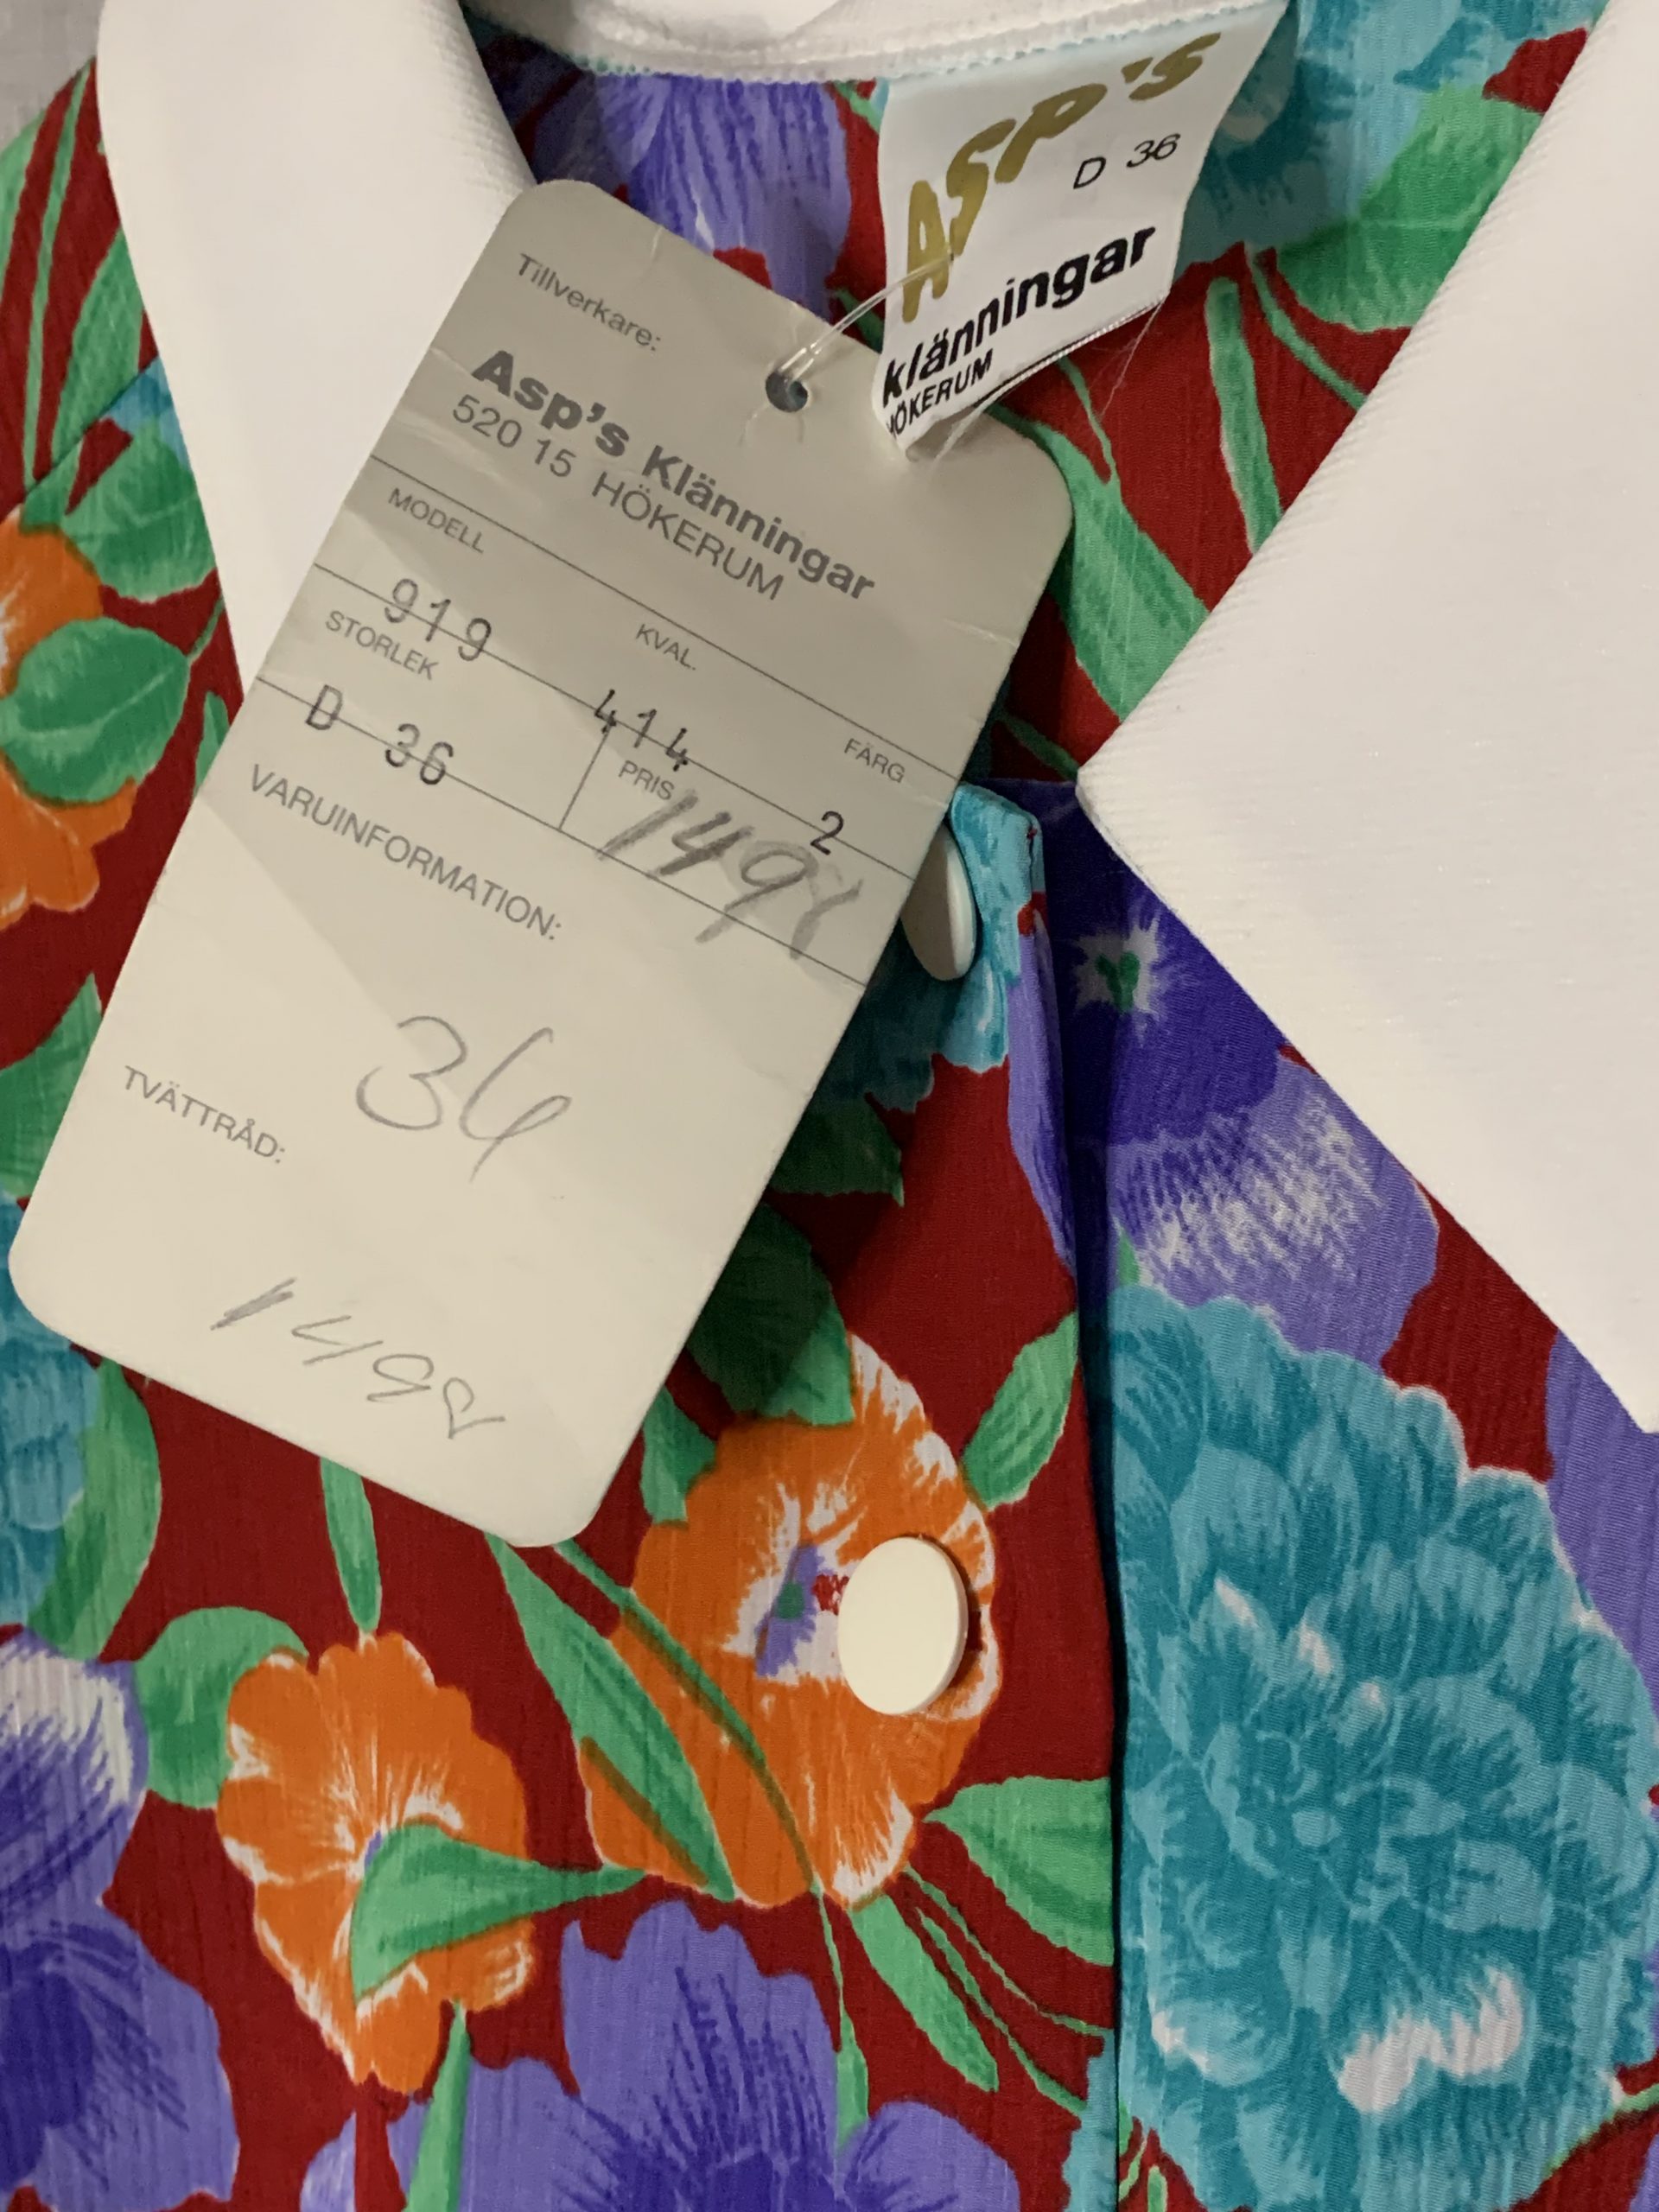 ASP'S
D 36
klänningar
HÖKERUM
Tillverkare:
Asp's Klänningar
520 15 HÖKERUM
MODELL KVAL. FÄRG
919 414 2
STORLEK PRIS
D 36 149
VARUINFORMATION:
36
TVÄTTRÅD:
1498